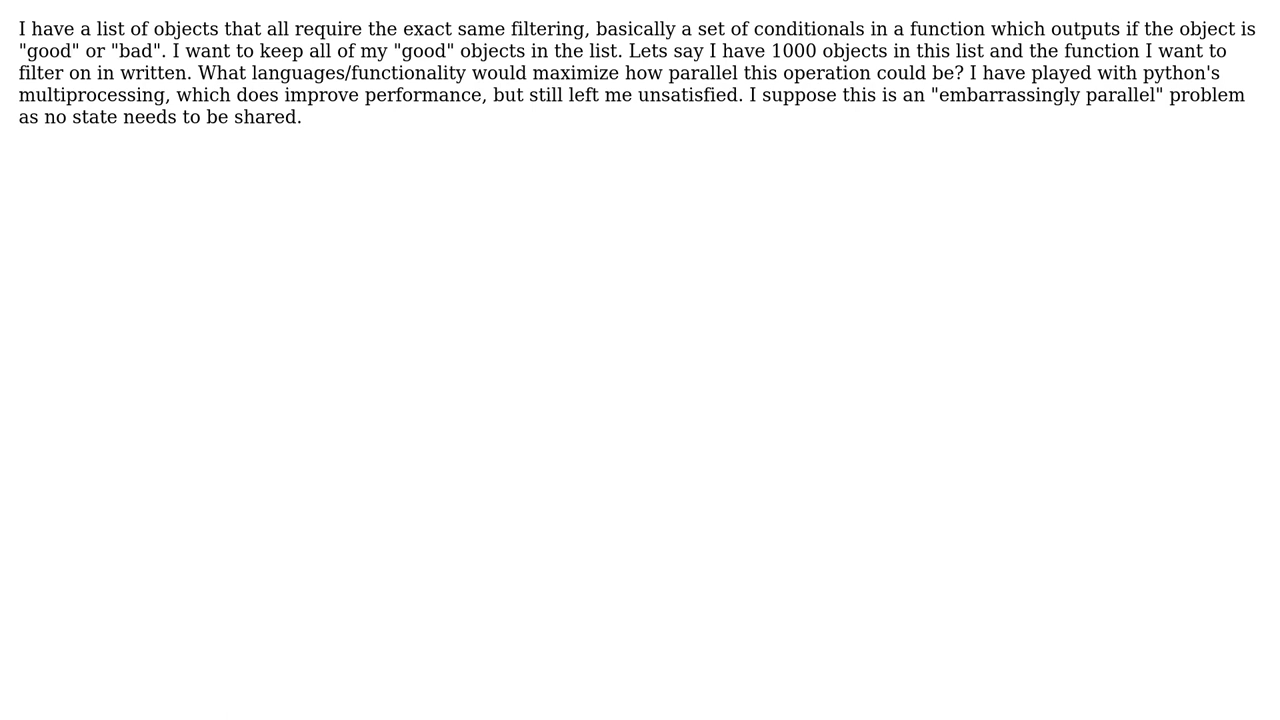 I have a list of objects that all require the exact same filtering, basically a set of conditionals in a function which outputs if the object is
"good" or "bad". I want to keep all of my "good" objects in the list. Lets say I have 1000 objects in this list and the function I want to
filter on in written. What languages/functionality would maximize how parallel this operation could be? I have played with python's
multiprocessing, which does improve performance, but still left me unsatisfied. I suppose this is an "embarrassingly parallel" problem
as no state needs to be shared.